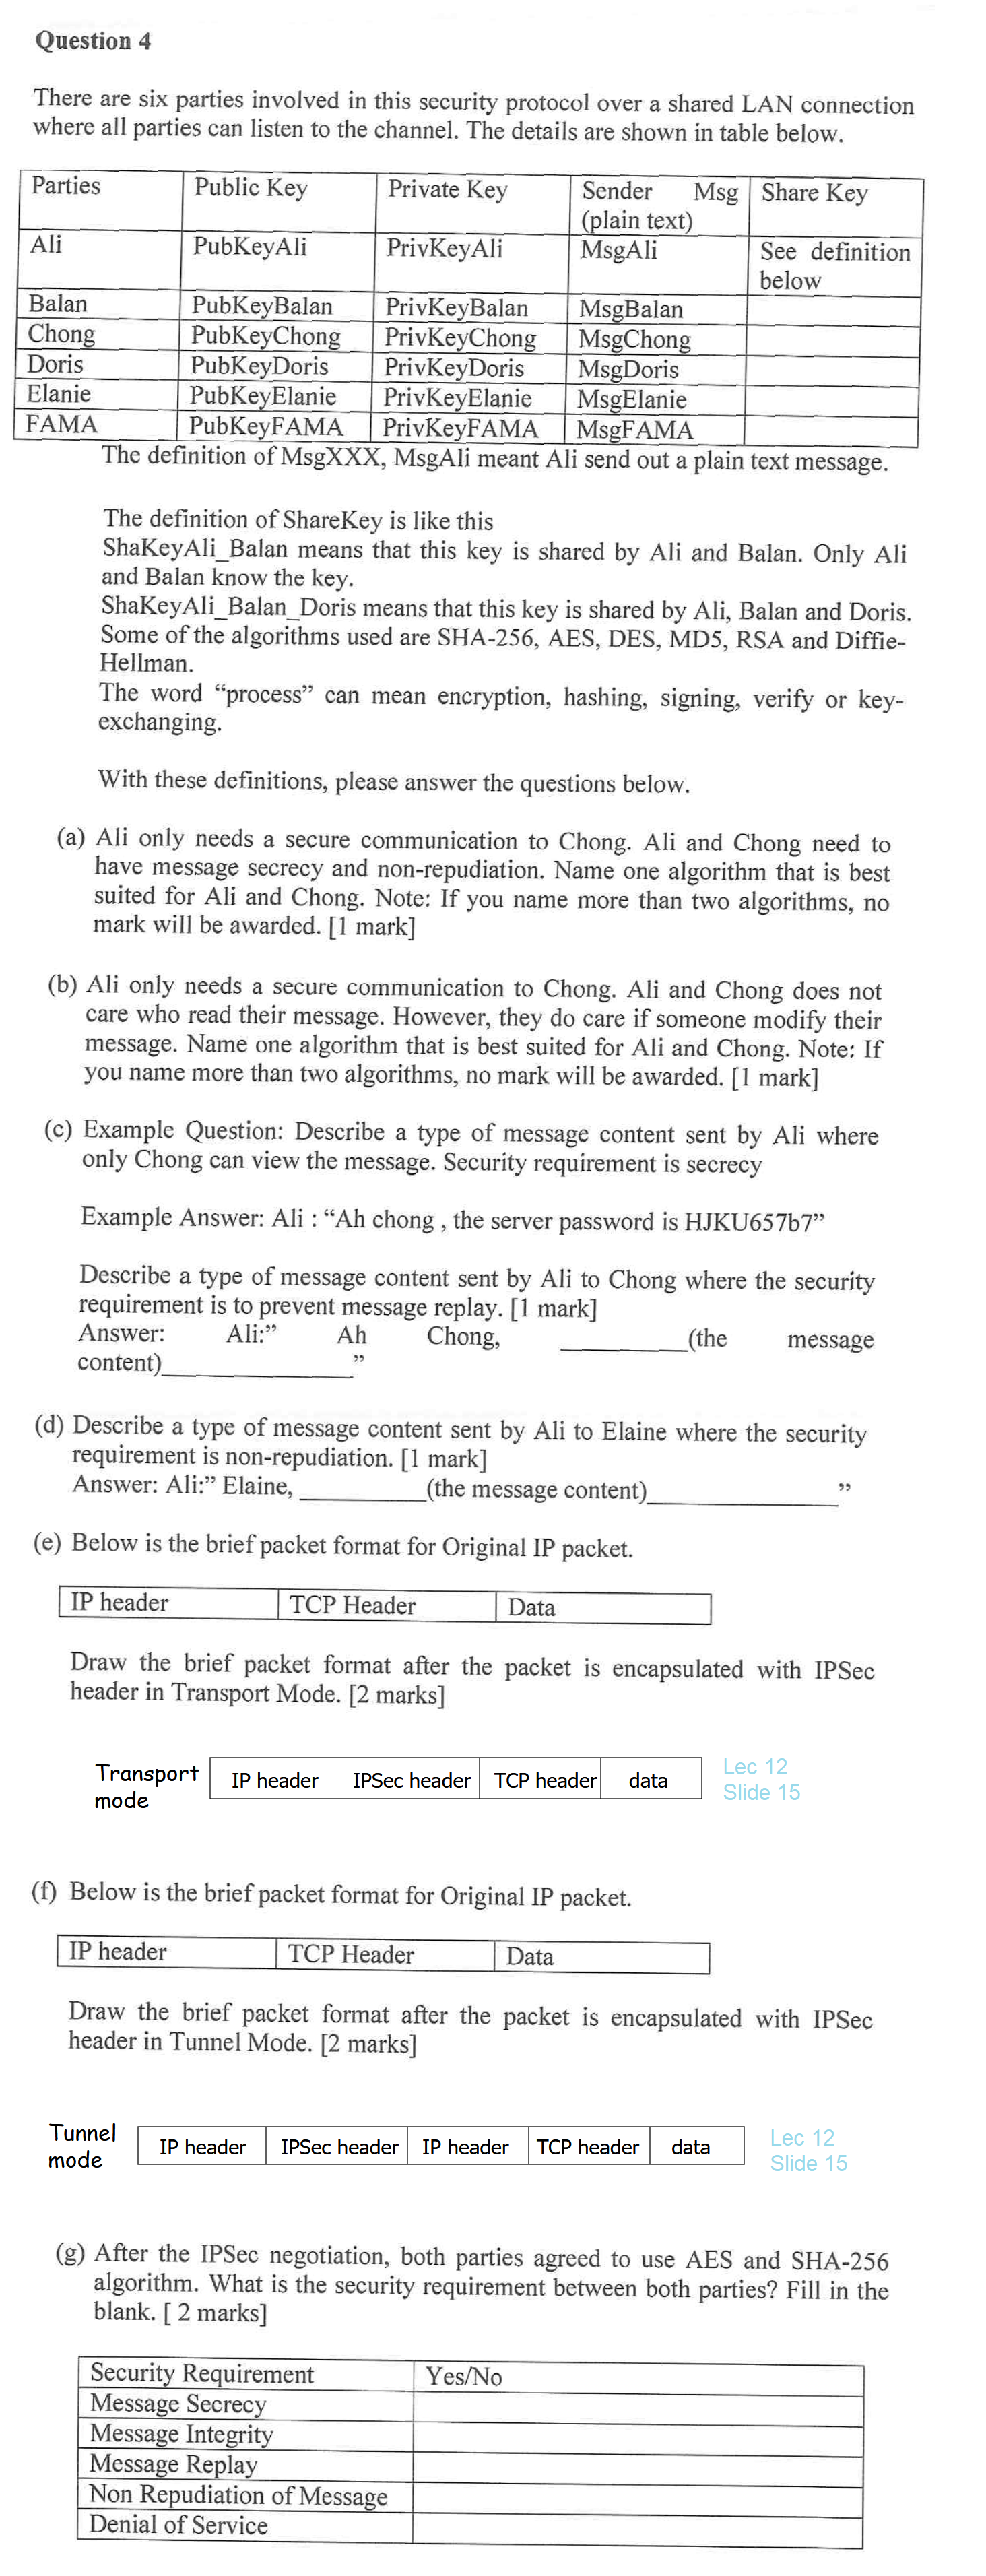 Question 4
There are six parties involved in this security protocol over a shared LAN connection
where all parties can listen to the channel. The details are shown in table below.
Parties Public Key Private Key Sender Msg Share Key
(plain text)
Ali PubKeyAli PrivKeyAli MsgAli See definition
below
Balan PubKeyBalan PrivKeyBalan MsgBalan
Chong PubKeyChong PrivKeyChong MsgChong
Doris PubKeyDoris PrivKeyDoris MsgDoris
Elanie PubKeyElanie PrivKeyElanie MsgElanie
FAMA PubKeyFAMA PrivKeyFAMA MsgFAMA
The definition of MsgXXX, MsgAli meant Ali send out a plain text message.
The definition of ShareKey is like this
ShaKeyAli_Balan means that this key is shared by Ali and Balan. Only Ali
and Balan know the key.
ShaKeyAli_Balan_Doris means that this key is shared by Ali, Balan and Doris.
Some of the algorithms used are SHA-256, AES, DES, MD5, RSA and Diffie-
Hellman.
The word “process” can mean encryption, hashing, signing, verify or key-
exchanging.
With these definitions, please answer the questions below.
(a) Ali only needs a secure communication to Chong. Ali and Chong need to
have message secrecy and non-repudiation. Name one algorithm that is best
suited for Ali and Chong. Note: If you name more than two algorithms, no
mark will be awarded. [1 mark]
(b) Ali only needs a secure communication to Chong. Ali and Chong does not
care who read their message. However, they do care if someone modify their
message. Name one algorithm that is best suited for Ali and Chong. Note: If
you name more than two algorithms, no mark will be awarded. [1 mark]
(c) Example Question: Describe a type of message content sent by Ali where
only Chong can view the message. Security requirement is secrecy
Example Answer: Ali : “Ah chong , the server password is HJKU657b7”
Describe a type of message content sent by Ali to Chong where the security
requirement is to prevent message replay. [1 mark]
Answer: Ali:” Ah Chong, __________(the message
content)_______________”
(d) Describe a type of message content sent by Ali to Elaine where the security
requirement is non-repudiation. [1 mark]
Answer: Ali:” Elaine, __________(the message content)_______________”
(e) Below is the brief packet format for Original IP packet.
IP header TCP Header Data
Draw the brief packet format after the packet is encapsulated with IPSec
header in Transport Mode. [2 marks]
Transport mode IP header IPSec header TCP header data Lec 12
Slide 15
(f) Below is the brief packet format for Original IP packet.
IP header TCP Header Data
Draw the brief packet format after the packet is encapsulated with IPSec
header in Tunnel Mode. [2 marks]
Tunnel mode IP header IPSec header IP header TCP header data Lec 12
Slide 15
(g) After the IPSec negotiation, both parties agreed to use AES and SHA-256
algorithm. What is the security requirement between both parties? Fill in the
blank. [ 2 marks]
Security Requirement Yes/No
Message Secrecy
Message Integrity
Message Replay
Non Repudiation of Message
Denial of Service